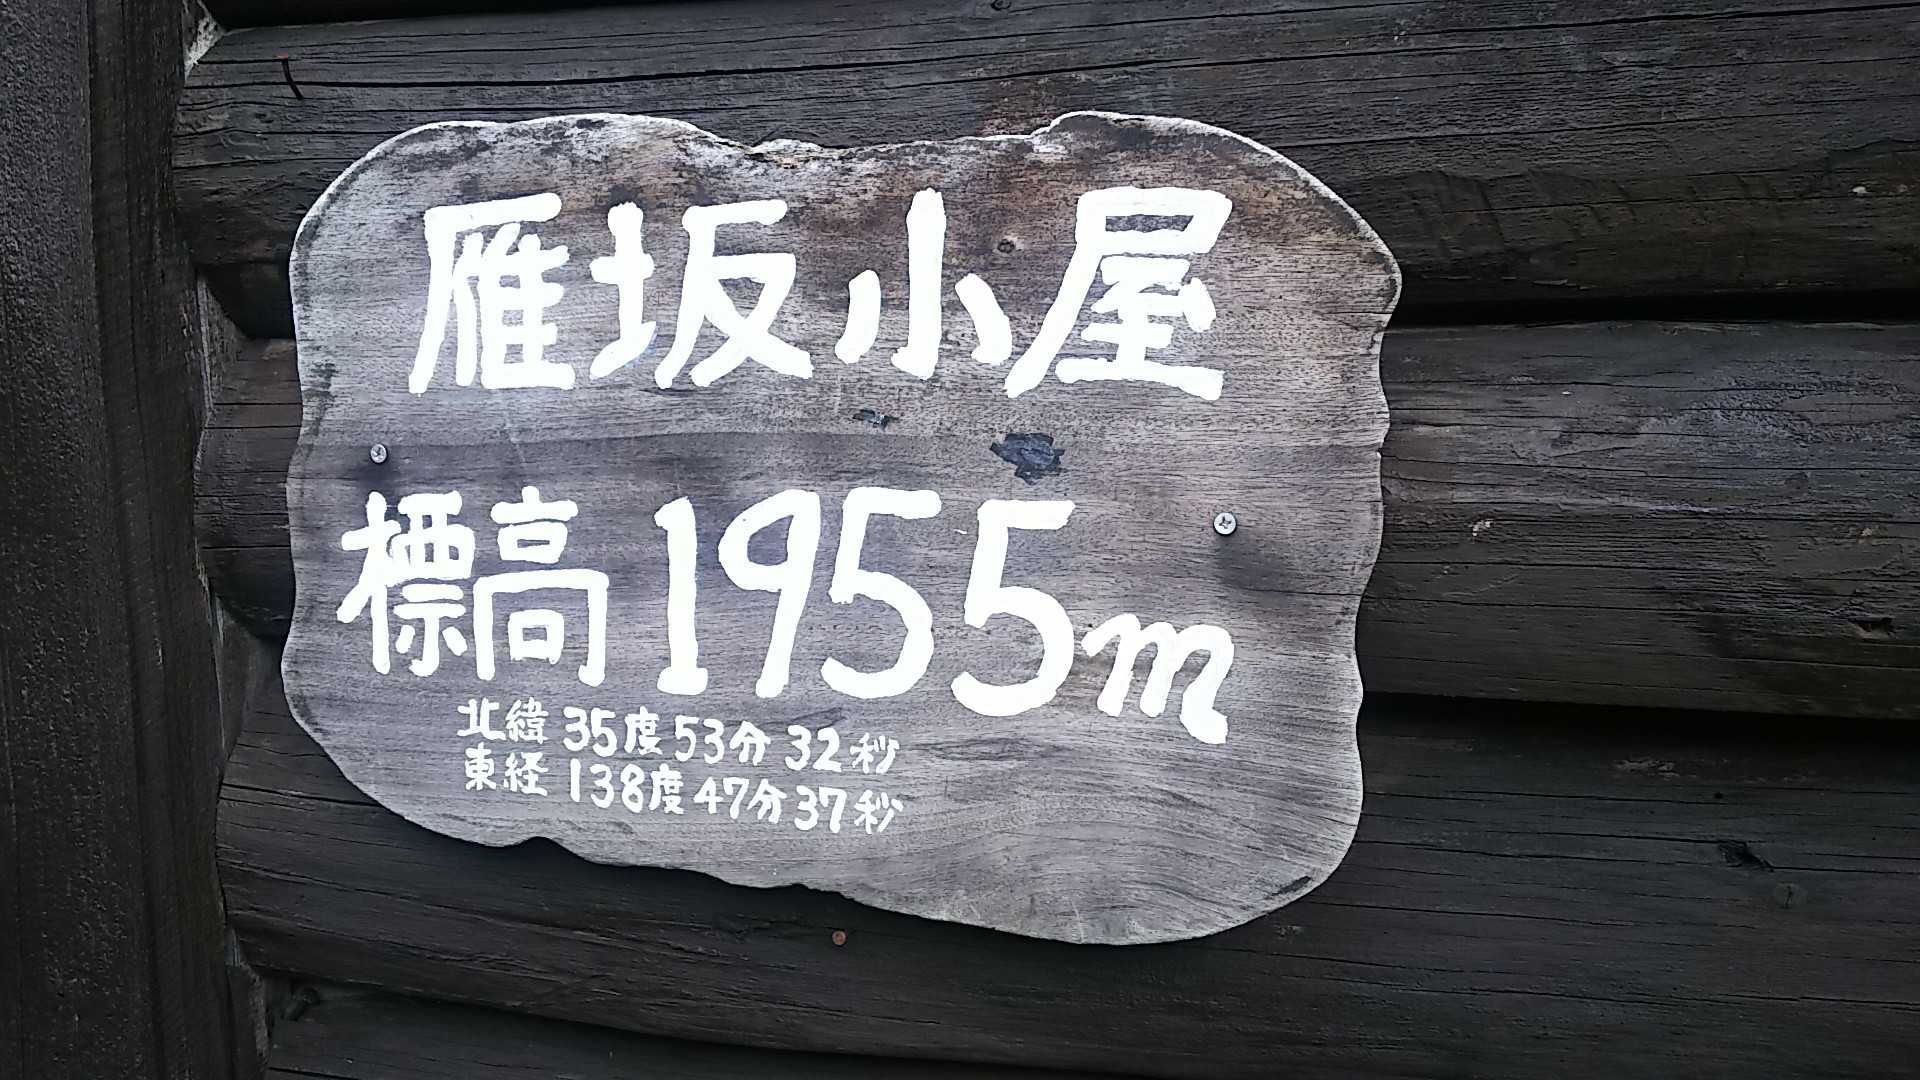 雁坂小屋
標高1955m
北緯 35度53分32秒
東経 138度47分37秒